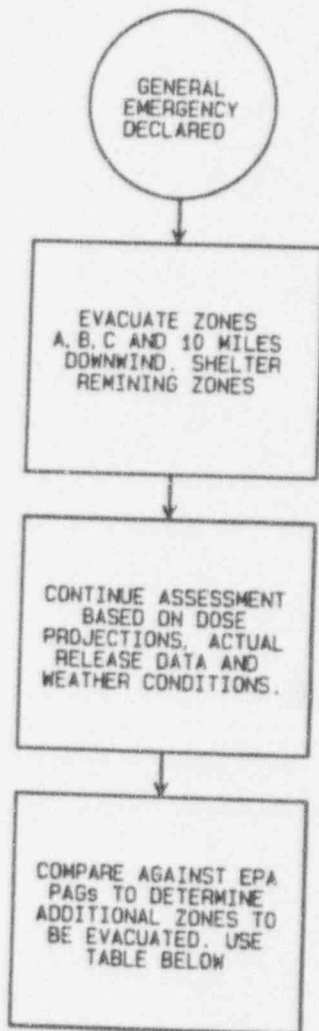 GENERAL
EMERGENCY
DECLARED
EVACUATE ZONES
A, B, C AND 10 MILES
DOWNWIND. SHELTER
REMINING ZONES
CONTINUE ASSESSMENT
BASED ON DOSE
PROJECTIONS, ACTUAL
RELEASE DATA AND
WEATHER CONDITIONS.
COMPARE AGAINST EPA
PAGs TO DETERMINE
ADDITIONAL ZONES TO
BE EVACUATED. USE
TABLE BELOW